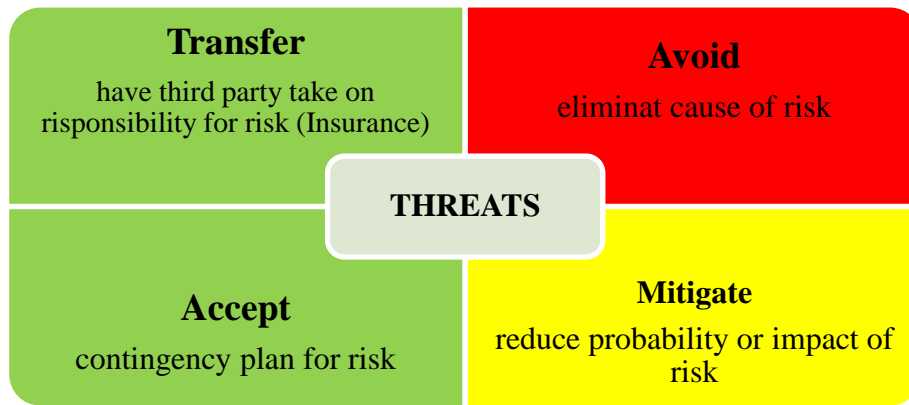 Transfer
have third party take on
risponsibility for risk (Insurance)
Avoid
eliminat cause of risk
THREATS
Accept
contingency plan for risk
Mitigate
reduce probability or impact of
risk